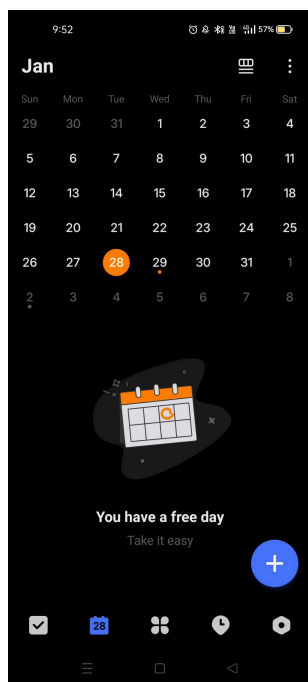 9:52
57%
Jan
Sun Mon Tue Wed Thu Fri Sat
29 30 31 1 2 3 4
5 6 7 8 9 10 11
12 13 14 15 16 17 18
19 20 21 22 23 24 25
26 27 28 29 30 31 1
2 3 4 5 6 7 8
You have a free day
Take it easy
28